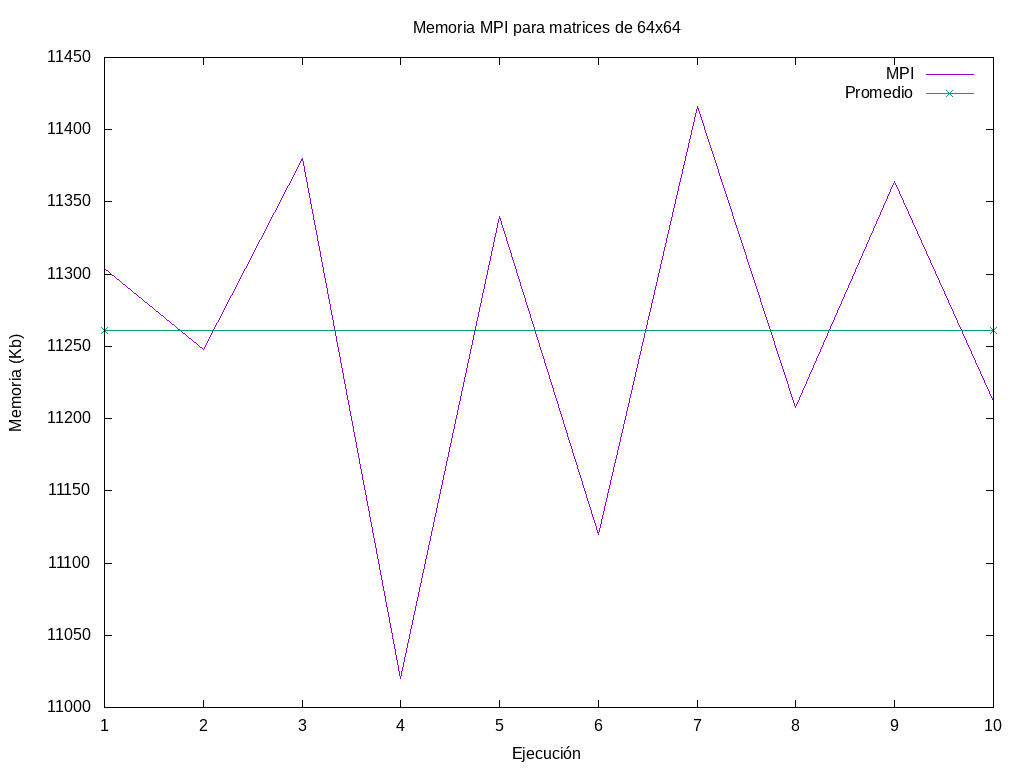 Memoria MPI para matrices de 64x64
MPI
Promedio
11450
11400
11350
11300
11250
11200
11150
11100
11050
11000
Memoria (Kb)
1 2 3 4 5 6 7 8 9 10
Ejecución